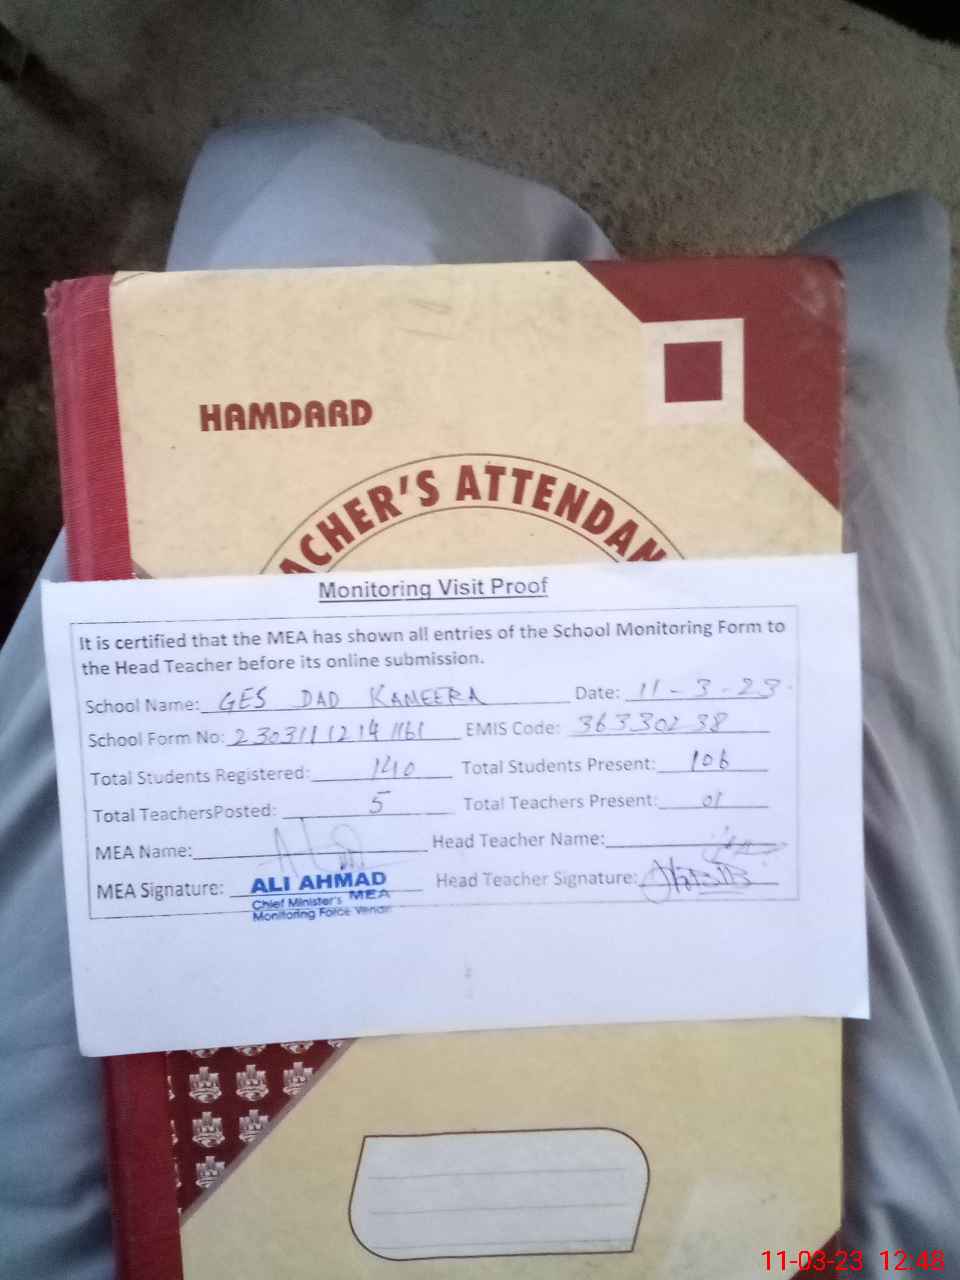 HAMDARD
ACHER'S ATTENDAN
Monitoring Visit Proof
It is certified that the MEA has shown all entries of the School Monitoring Form to
the Head Teacher before its online submission.
School Name: GES DAD KAMEERA Date: 11-3-23
School Form No: 23031112141161 EMIS Code: 36330238
Total Students Registered: 140 Total Students Present: 106
Total TeachersPosted: 5 Total Teachers Present: 01
MEA Name: Head Teacher Name:
MEA Signature: Head Teacher Signature:
ALI AHMAD
Chief Minister's MEA
Monitoring Force
11-03-23 12:48